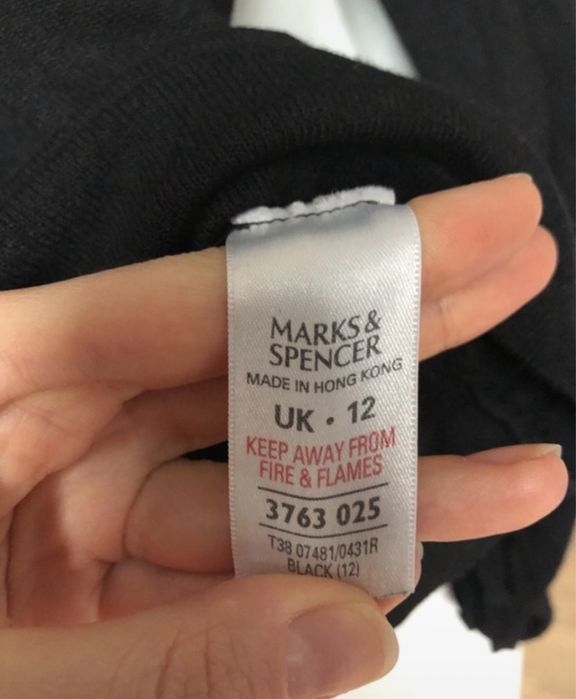 MARKS &
SPENCER
MADE IN HONG KONG
UK • 12
KEEP AWAY FROM
FIRE & FLAMES
3763 025
T38 07481/0431R
BLACK (12)